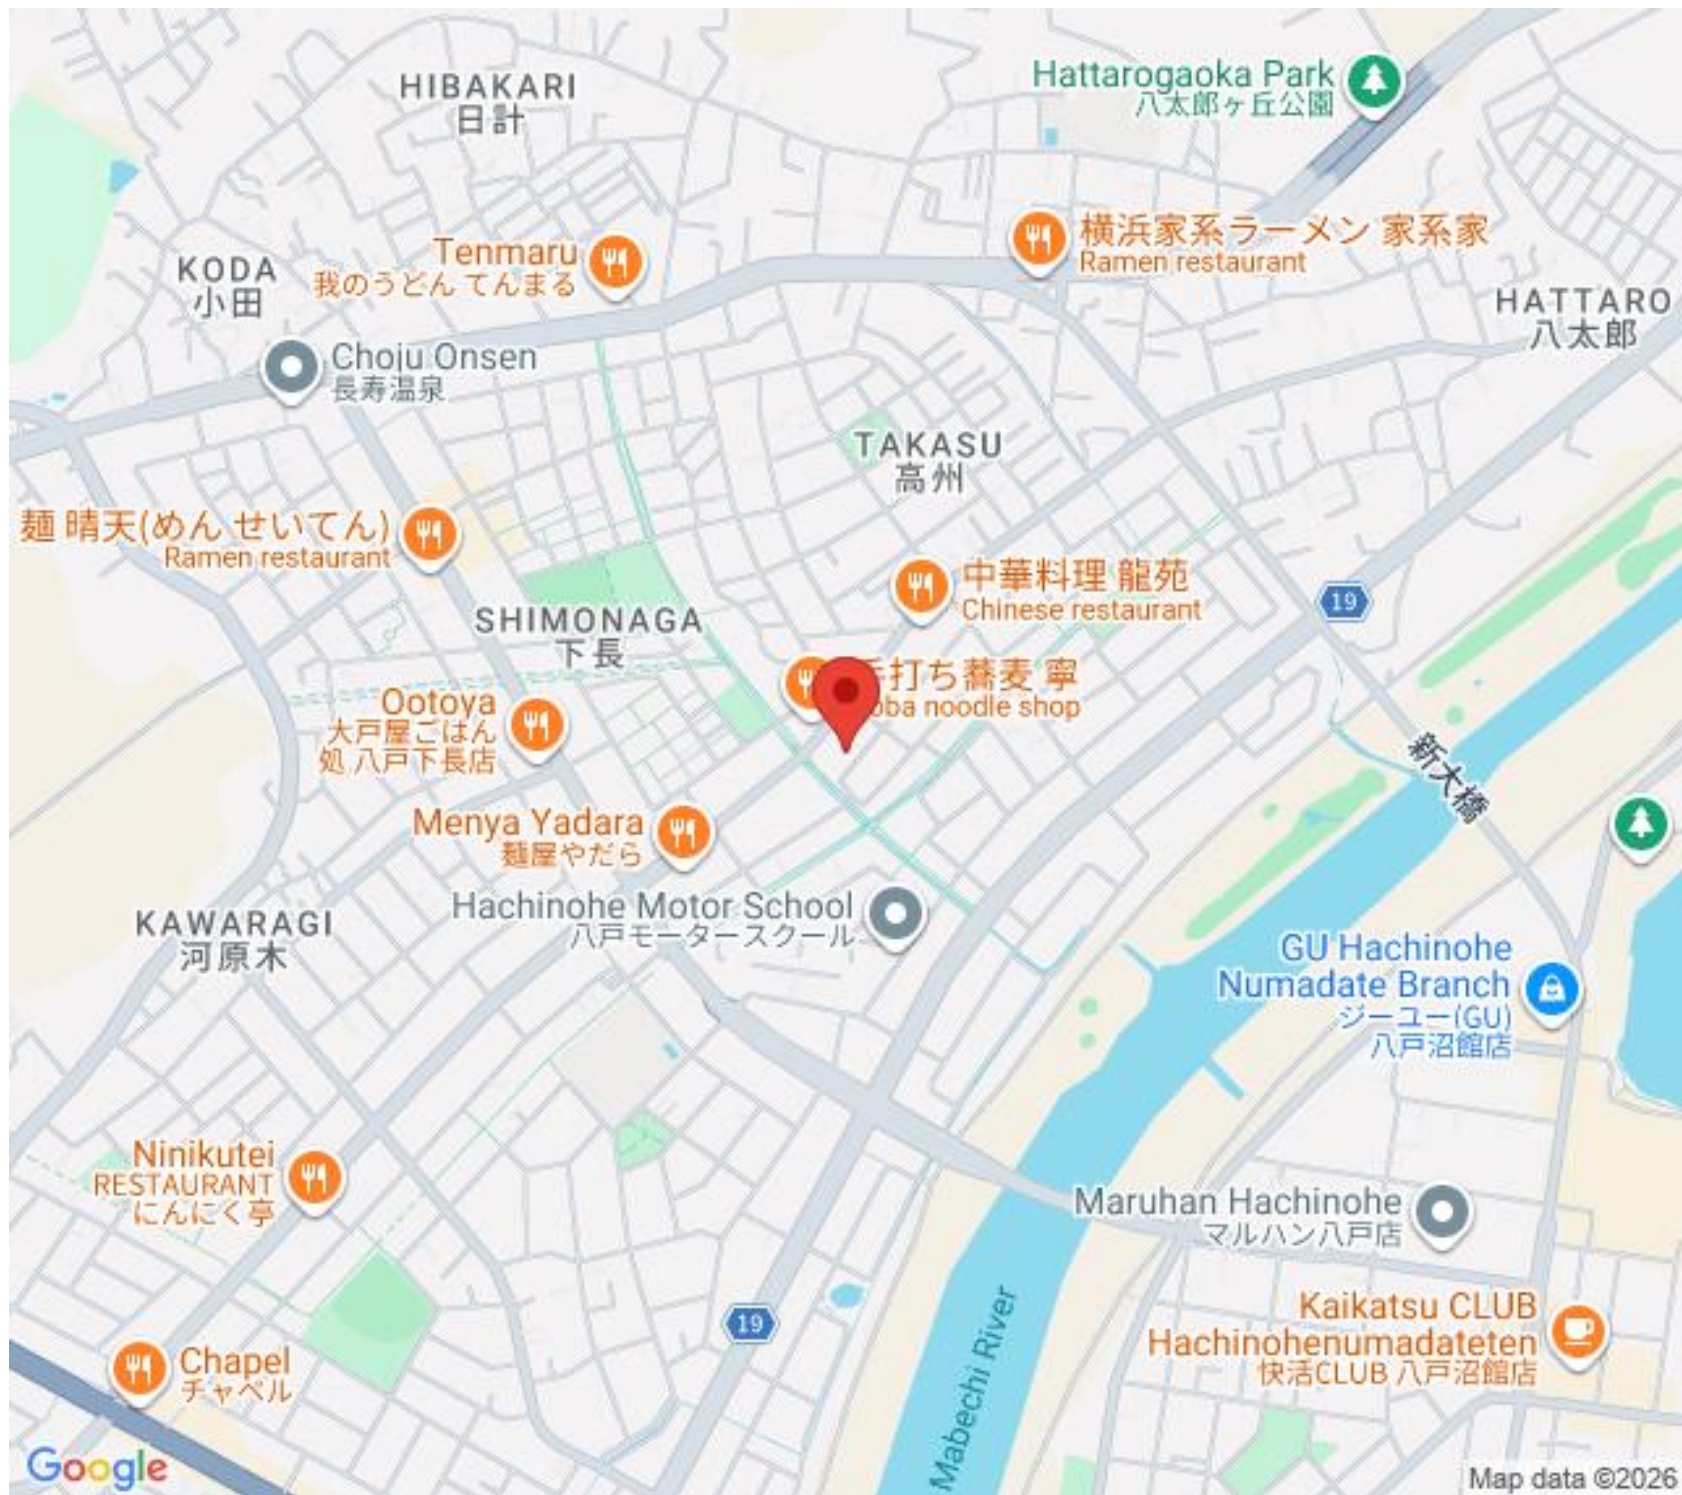 HIBAKARI
日計
Hattarogaoka Park
八太郎ヶ丘公園
Tenmaru
我のうどん てんまる
横浜家系ラーメン 家系家
Ramen restaurant
KODA
小田
HATTARO
八太郎
Choju Onsen
長寿温泉
TAKASU
高州
麺 晴天(めん せいてん)
Ramen restaurant
中華料理 龍苑
Chinese restaurant
19
SHIMONAGA
下長
打ち蕎麦 寧
oba noodle shop
Ootoya
大戸屋ごはん
処 八戸下長店
新大橋
Menya Yadara
麺屋やだら
Hachinohe Motor School
八戸モータースクール
KAWARAGI
河原木
GU Hachinohe
Numadate Branch
ジーユー(GU)
八戸沼館店
Ninikutei
RESTAURANT
にんにく亭
Maruhan Hachinohe
マルハン八戸店
19
Mabechi River
Kaikatsu CLUB
Hachinohenumadateten
快活CLUB 八戸沼館店
Chapel
チャペル
Google
Map data ©2026